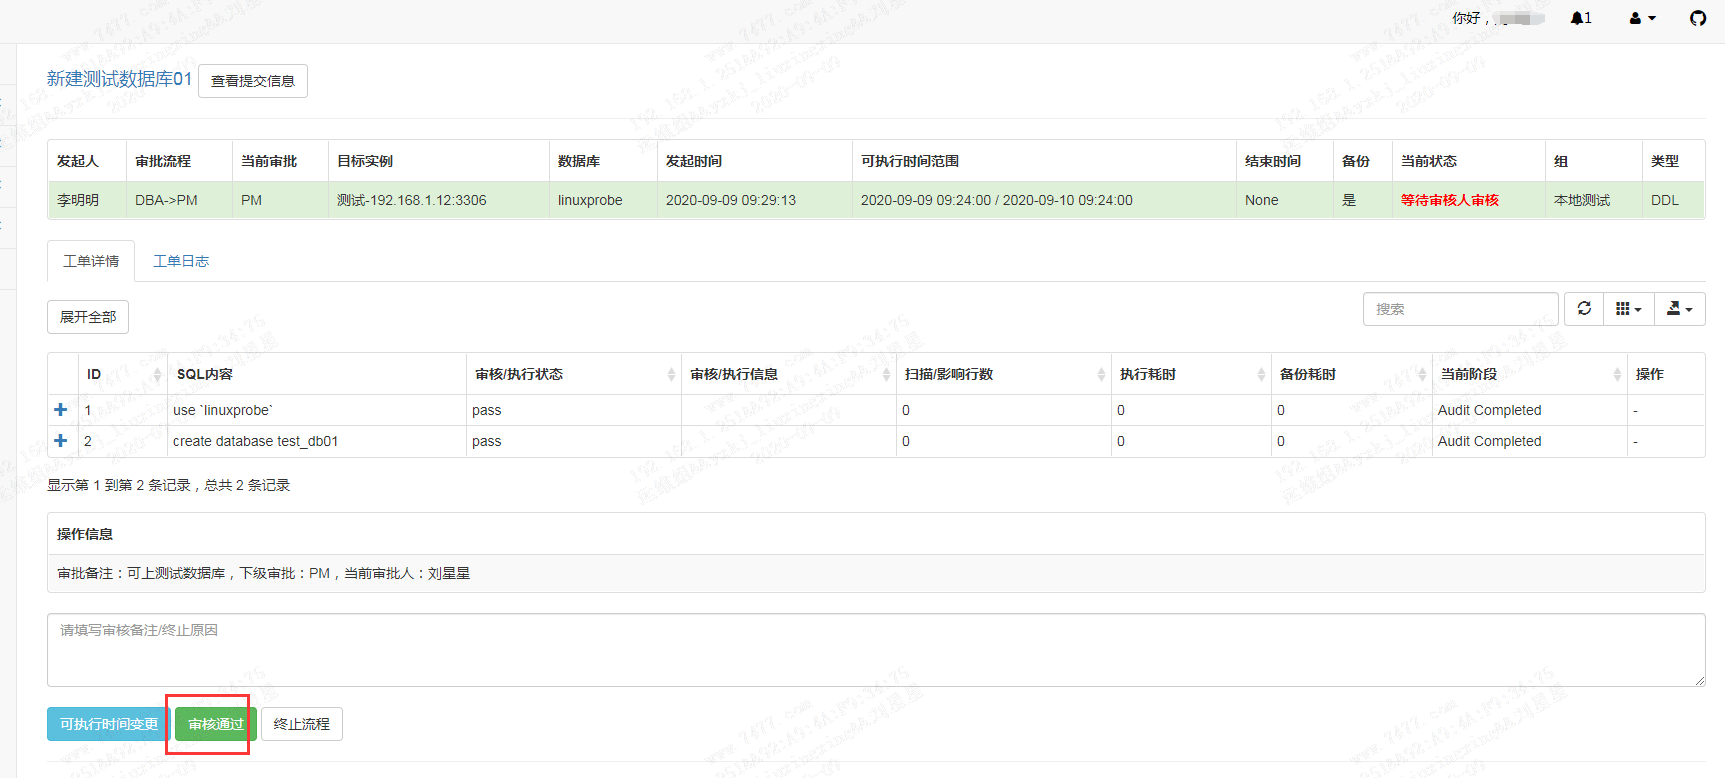 你好，
1
新建测试数据库01 查看提交信息
发起人 审批流程 当前审批 目标实例 数据库 发起时间 可执行时间范围 结束时间 备份 当前状态 组 类型
李明明 DBA->PM PM 测试-192.168.1.12:3306 linuxprobe 2020-09-09 09:29:13 2020-09-09 09:24:00 / 2020-09-10 09:24:00 None 是 等待审核人审核 本地测试 DDL
工单详情 工单日志
展开全部 搜索
ID SQL内容 审核/执行状态 审核/执行信息 扫描/影响行数 执行耗时 备份耗时 当前阶段 操作
1 use `linuxprobe` pass 0 0 0 Audit Completed -
2 create database test_db01 pass 0 0 0 Audit Completed -
显示第 1 到第 2 条记录，总共 2 条记录
操作信息
审批备注：可上测试数据库，下级审批：PM，当前审批人：刘星星
请填写审核备注/终止原因
可执行时间变更 审核通过 终止流程